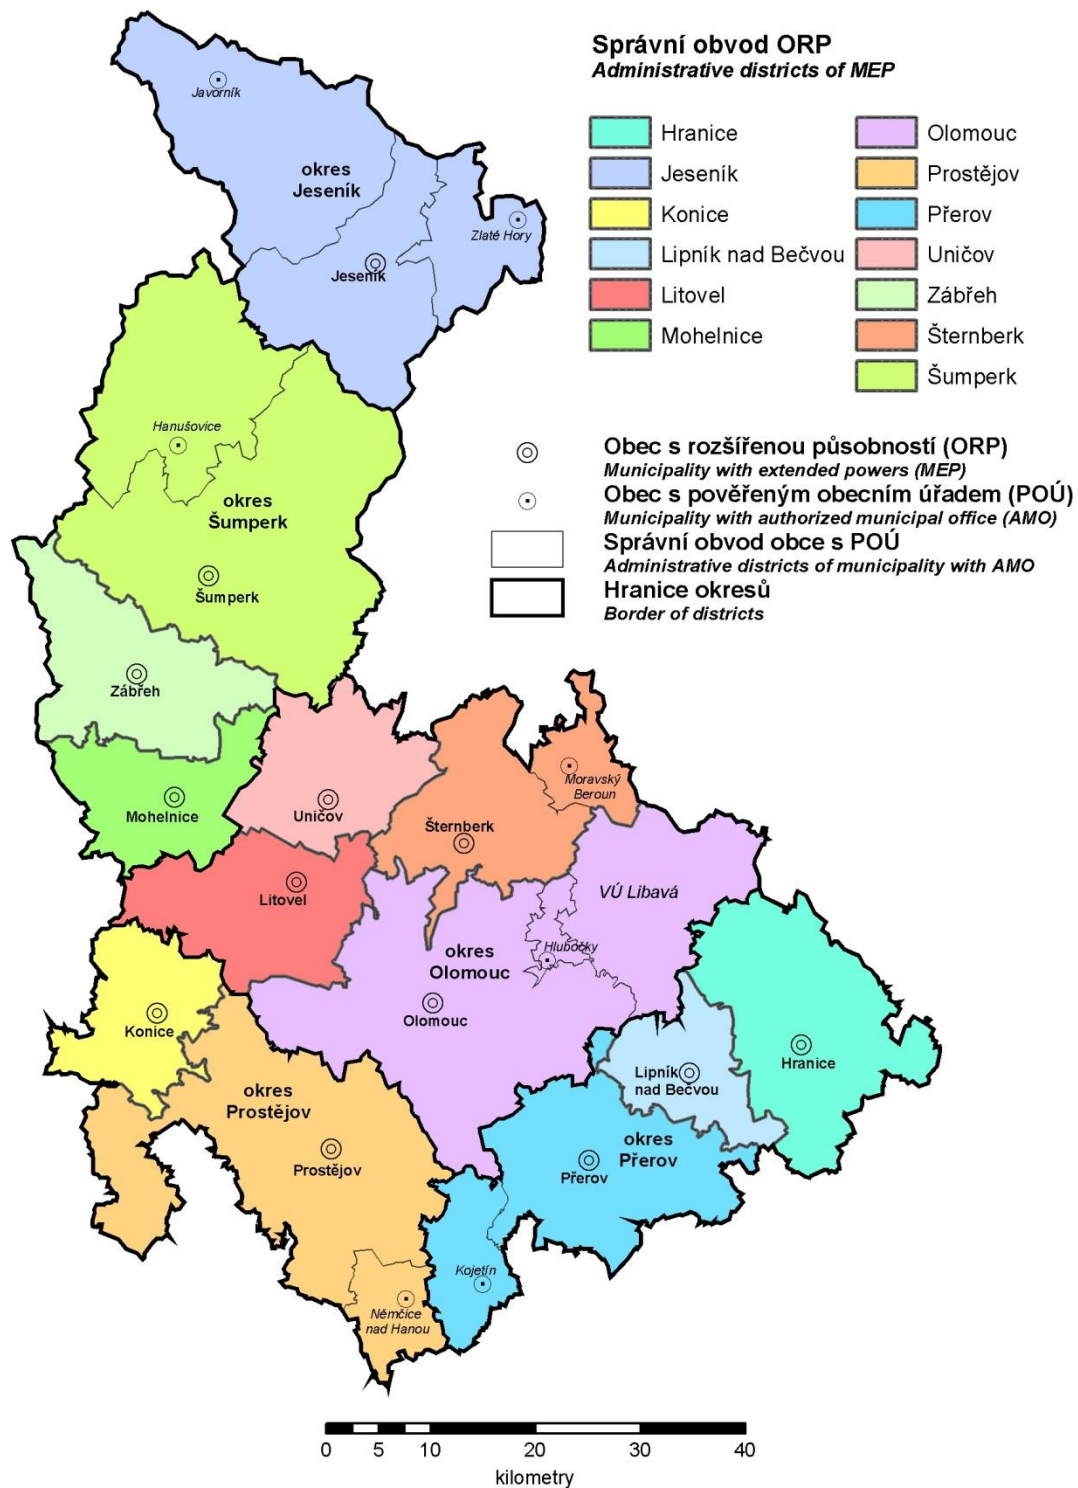 Správní obvod ORP
Administrative districts of MEP
Hranice
Jeseník
Konice
Lipník nad Bečvou
Litovel
Mohelnice
Olomouc
Prostějov
Přerov
Uničov
Zábřeh
Šternberk
Šumperk
Obec s rozšířenou působností (ORP)
Municipality with extended powers (MEP)
Obec s pověřeným obecním úřadem (POÚ)
Municipality with authorized municipal office (AMO)
Správní obvod obce s POÚ
Administrative districts of municipality with AMO
Hranice okresů
Border of districts
Javorník
okres
Jeseník
Zlaté Hory
Jeseník
Hanušovice
okres
Šumperk
Šumperk
Zábřeh
Mohelnice
Uničov
Moravský
Beroun
Šternberk
Litovel
VÚ Libavá
okres
Olomouc
Hlubočky
Olomouc
Konice
Hranice
Lipník
nad Bečvou
okres
Prostějov
Prostějov
okres
Přerov
Přerov
Kojetín
Němčice
nad Hanou
0 5 10 20 30 40
kilometry